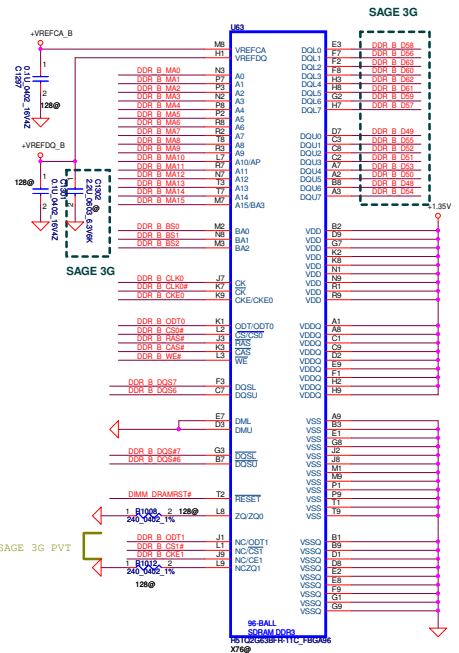 SAGE 3G
U63
+VREFCA_B
M8 VREFCA
H1 VREFDQ
C1297
0.1U_0402_16V4Z
128@
+VREFDQ_B
128@
C1301
0.1U_0402_16V4Z
C1302
2.2U_0603_6.3V6K
@
SAGE 3G
DDR_B_MA0 N3 A0
DDR_B_MA1 P7 A1
DDR_B_MA2 P3 A2
DDR_B_MA3 N2 A3
DDR_B_MA4 P8 A4
DDR_B_MA5 P2 A5
DDR_B_MA6 R8 A6
DDR_B_MA7 R2 A7
DDR_B_MA8 T8 A8
DDR_B_MA9 R3 A9
DDR_B_MA10 L7 A10/AP
DDR_B_MA11 R7 A11
DDR_B_MA12 N7 A12
DDR_B_MA13 T3 A13
DDR_B_MA14 T7 A14
DDR_B_MA15 M7 A15/BA3
DDR_B_BS0 M2 BA0
DDR_B_BS1 N8 BA1
DDR_B_BS2 M3 BA2
DDR_B_CLK0 J7 CK
DDR_B_CLK0# K7 CK
DDR_B_CKE0 K9 CKE/CKE0
DDR_B_ODT0 K1 ODT/ODT0
DDR_B_CS0# L2 CS/CS0
DDR_B_RAS# J3 RAS
DDR_B_CAS# K3 CAS
DDR_B_WE# L3 WE
DDR_B_DQS7 F3 DQSL
DDR_B_DQS6 C7 DQSU
E7 DML
D3 DMU
DDR_B_DQS#7 G3 DQSL
DDR_B_DQS#6 B7 DQSU
DIMM_DRAMRST# T2 RESET
1 R1008 2 128@ L8 ZQ/ZQ0
240_0402_1%
SAGE 3G PVT
DDR_B_ODT1 J1 NC/ODT1
DDR_B_CS1# L1 NC/CS1
DDR_B_CKE1 J9 NC/CE1
1 R1012 2 L9 NCZQ1
240_0402_1%
128@
DQL0 E3 DDR_B_D58
DQL1 F7 DDR_B_D56
DQL2 F2 DDR_B_D63
DQL3 F8 DDR_B_D60
DQL4 H3 DDR_B_D62
DQL5 H8 DDR_B_D61
DQL6 G2 DDR_B_D59
DQL7 H7 DDR_B_D57
DQU0 D7 DDR_B_D49
DQU1 C3 DDR_B_D55
DQU2 C8 DDR_B_D52
DQU3 C2 DDR_B_D51
DQU4 A7 DDR_B_D53
DQU5 A2 DDR_B_D50
DQU6 B8 DDR_B_D48
DQU7 A3 DDR_B_D54
+1.35V
VDD B2
VDD D9
VDD G7
VDD K2
VDD K8
VDD N1
VDD N9
VDD R1
VDD R9
VDDQ A1
VDDQ A8
VDDQ C1
VDDQ C9
VDDQ D2
VDDQ E9
VDDQ F1
VDDQ H2
VDDQ H9
VSS A9
VSS B3
VSS E1
VSS G8
VSS J2
VSS J8
VSS M1
VSS M9
VSS P1
VSS P9
VSS T1
VSS T9
VSSQ B1
VSSQ B9
VSSQ D1
VSSQ D8
VSSQ E2
VSSQ E8
VSSQ F9
VSSQ G1
VSSQ G9
96-BALL
SDRAM DDR3
H5TQ2G63BFR-11C_FBGA96
X76@